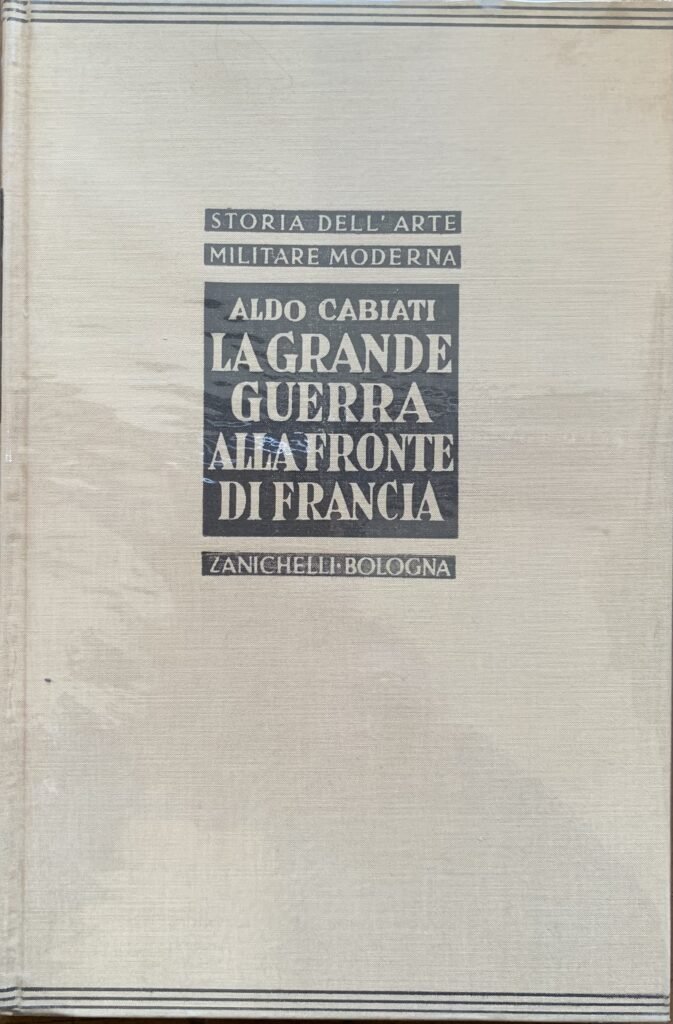 STORIA DELL'ARTE
MILITARE MODERNA
ALDO CABIATI
LA GRANDE
GUERRA
ALLA FRONTE
DI FRANCIA
ZANICHELLI·BOLOGNA